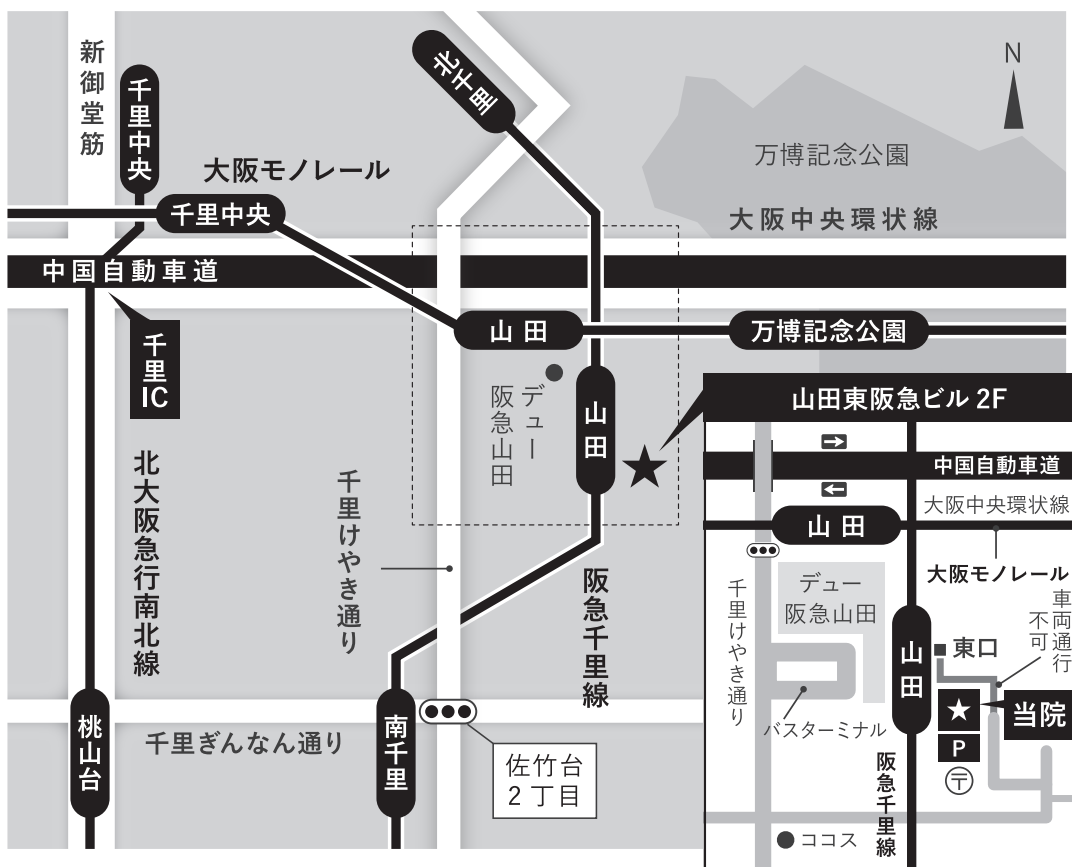 新御堂筋
千里中央
北千里
N
大阪モノレール
千里中央
万博記念公園
大阪中央環状線
中国自動車道
山田
万博記念公園
千里
IC
デュー
阪急山田
山田
北大阪急行南北線
千里けやき通り
阪急千里線
桃山台
千里ぎんなん通り
南千里
佐竹台
2丁目
山田東阪急ビル 2F
中国自動車道
大阪中央環状線
山田
大阪モノレール
千里けやき通り
デュー
阪急山田
山田
東口
車両通行
不可
当院
P
〒
バスターミナル
阪急千里線
ココス